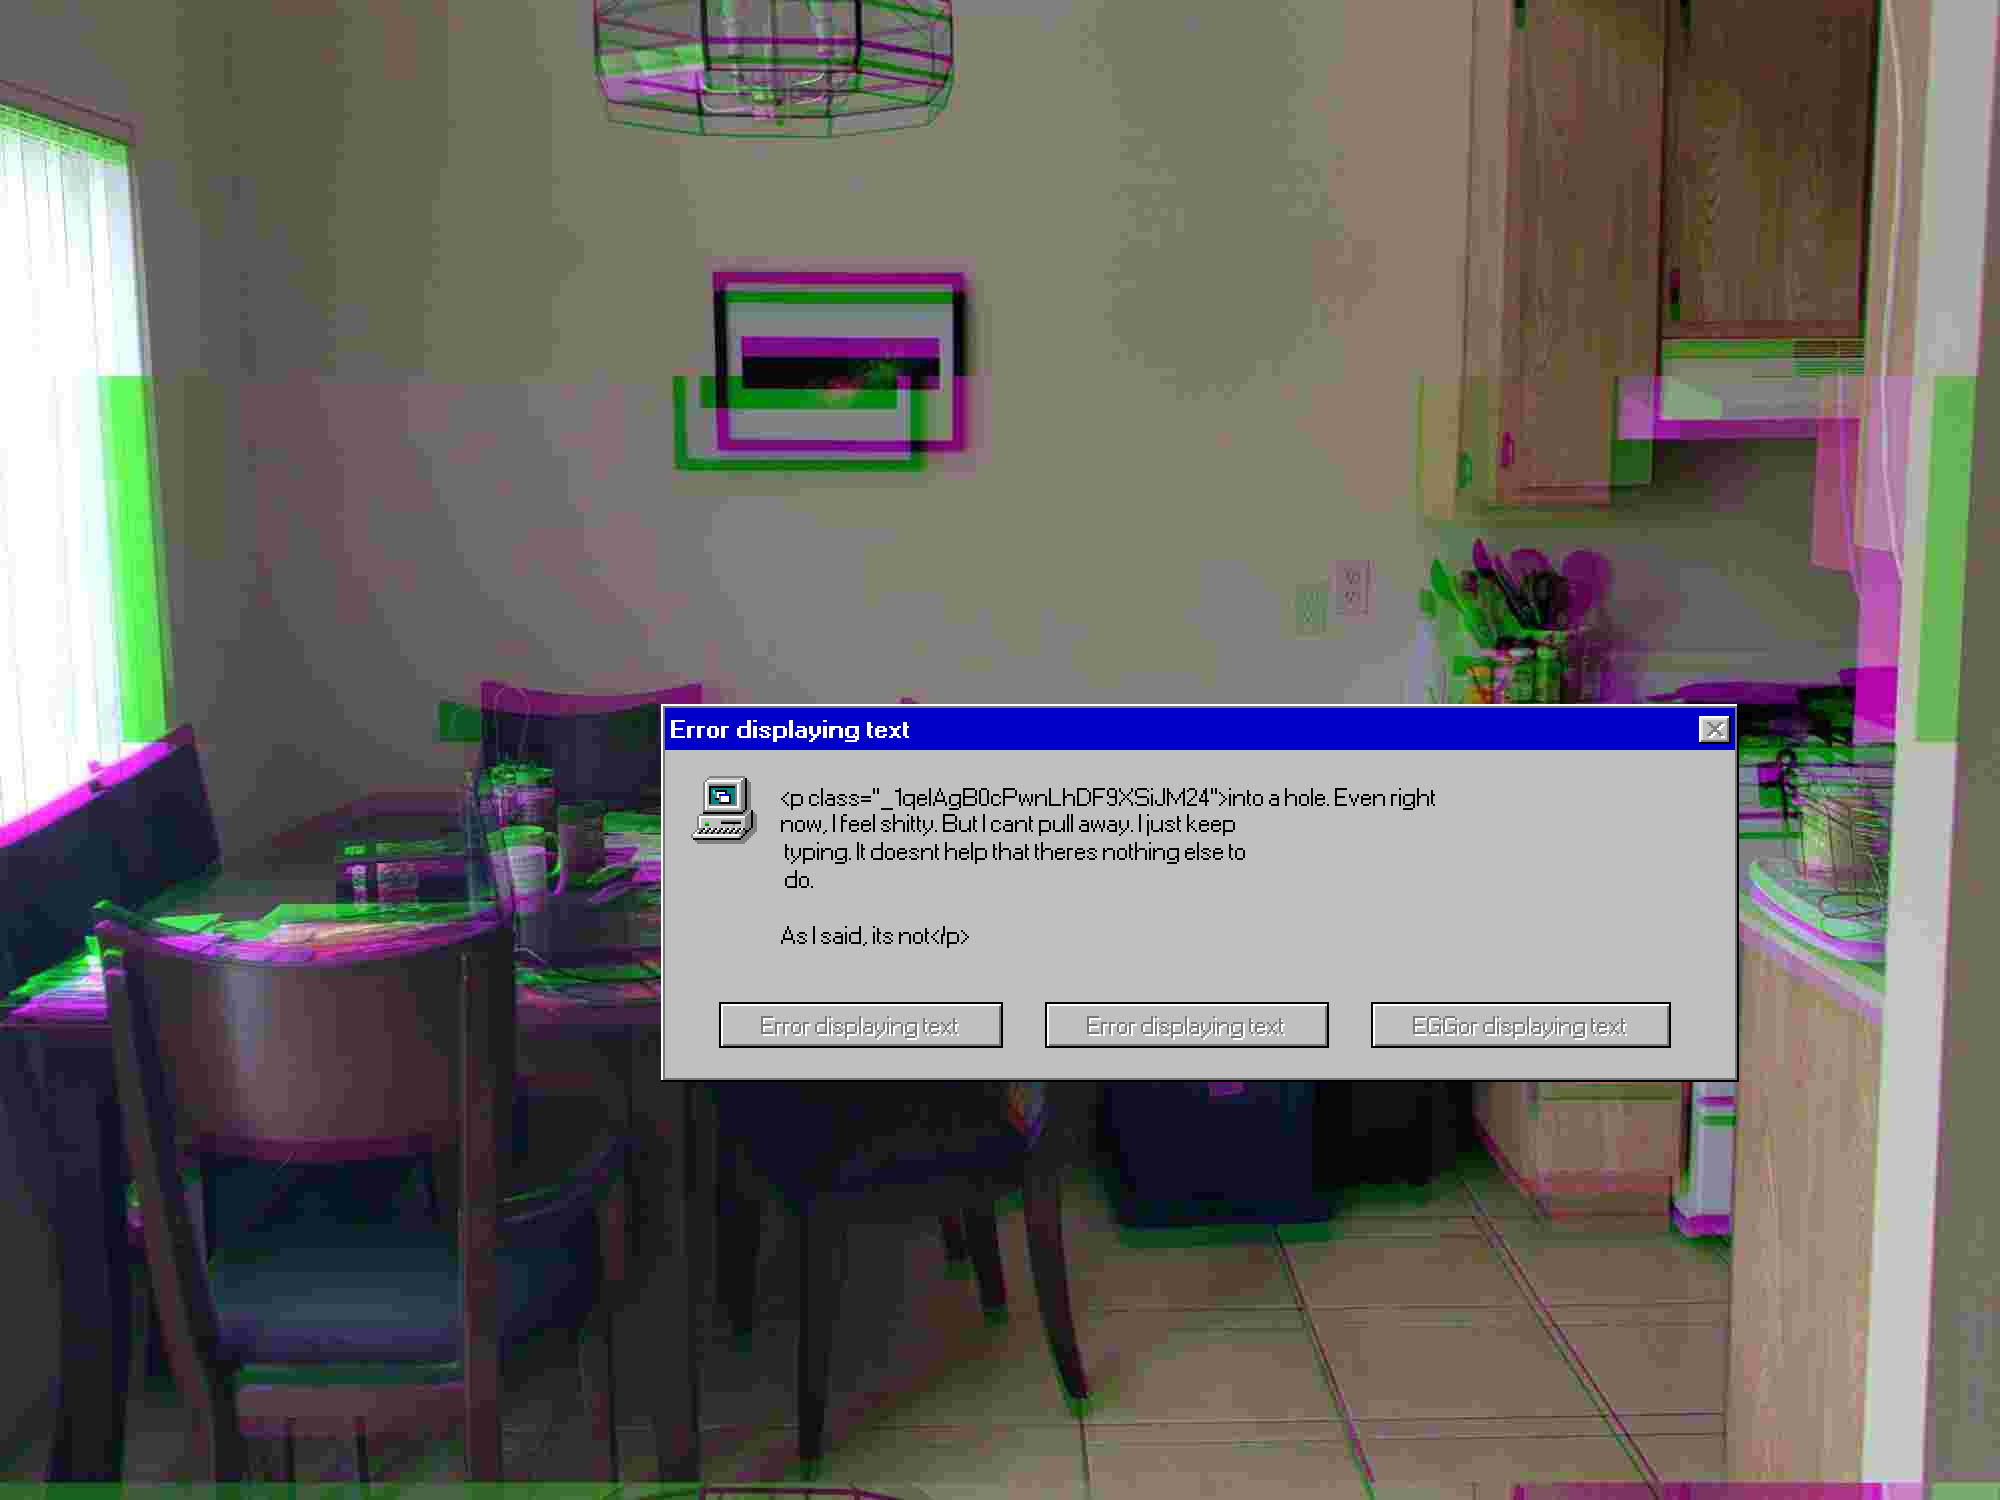 Error displaying text
<p class="_1qeIAgB0cPwnLhDF9XSiJM24">into a hole. Even right
now, I feel shitty. But I cant pull away. I just keep
typing. It doesnt help that theres nothing else to
do.
As I said, its not</p>
Error displaying text
Error displaying text
EGGor displaying text